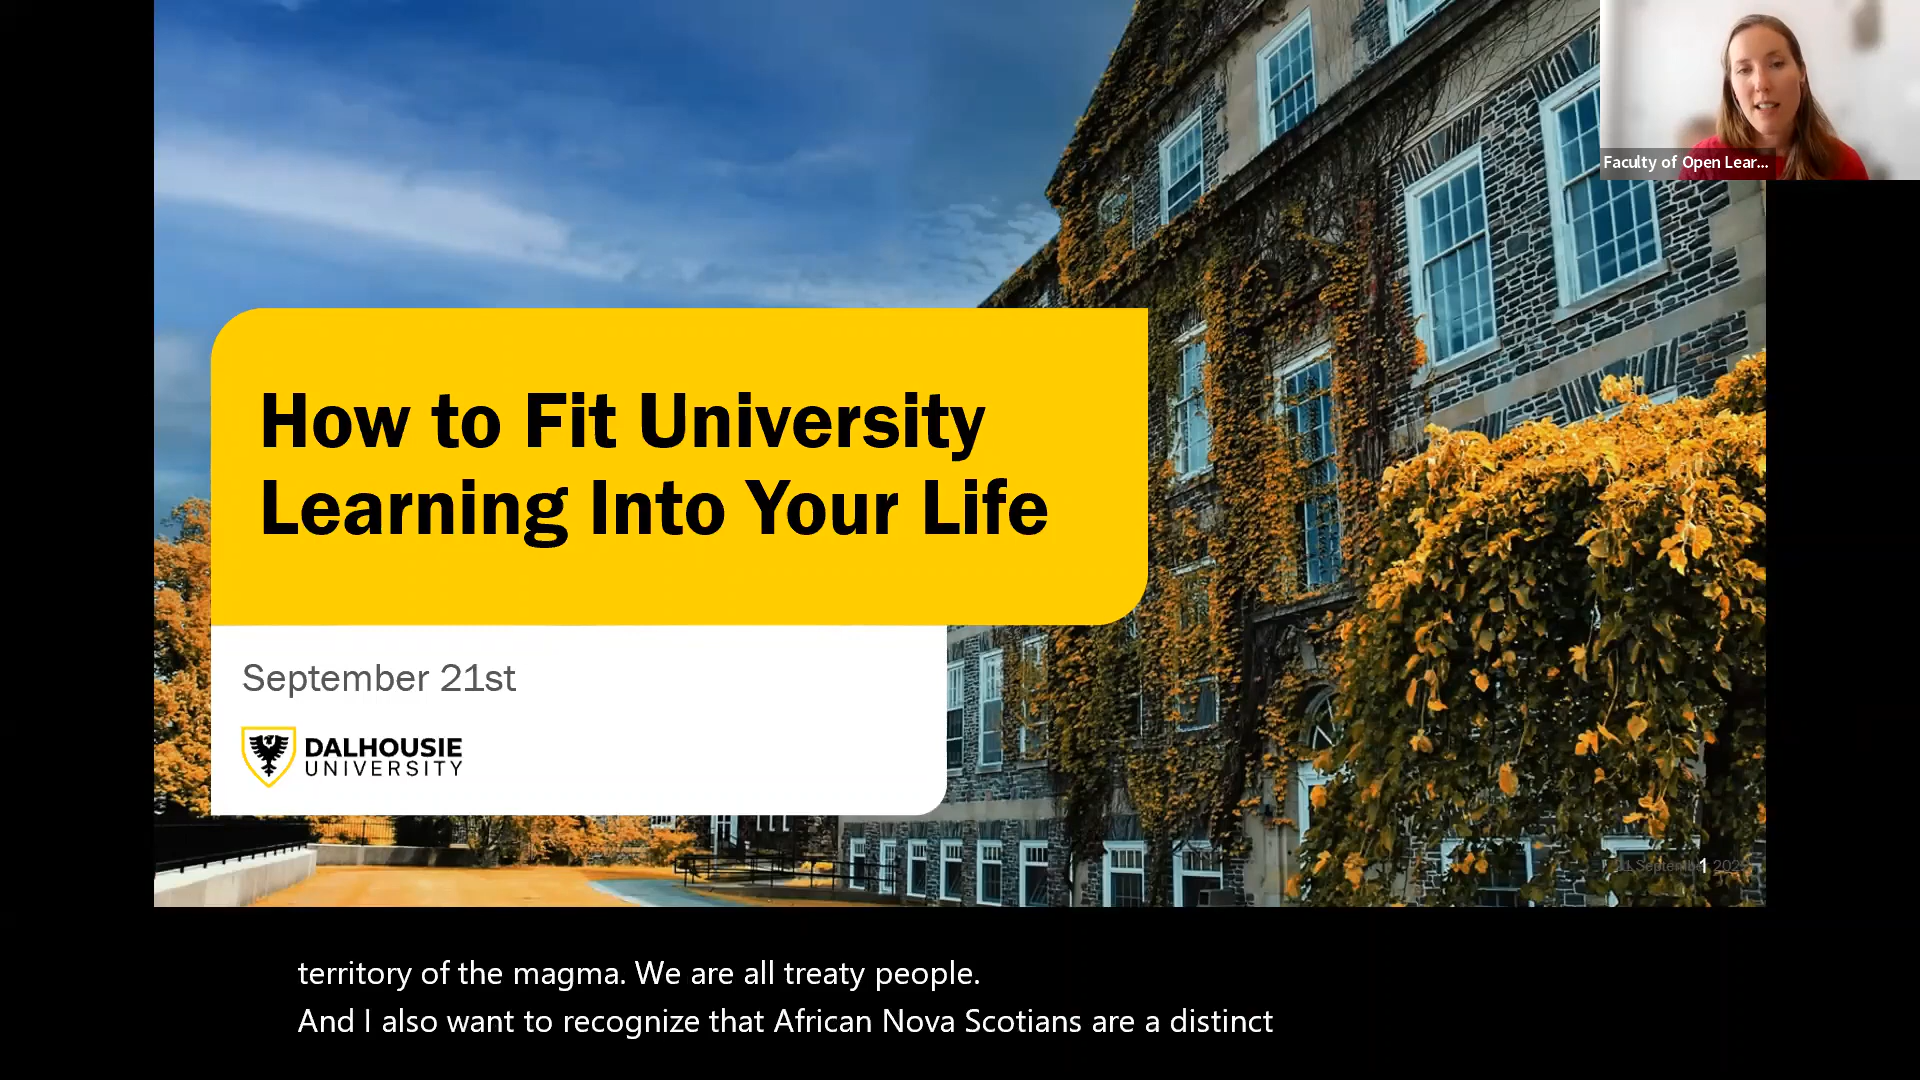 Faculty of Open Lear...
How to Fit University
Learning Into Your Life
September 21st
DALHOUSIE
UNIVERSITY
September
1
territory of the magma. We are all treaty people.
And I also want to recognize that African Nova Scotians are a distinct